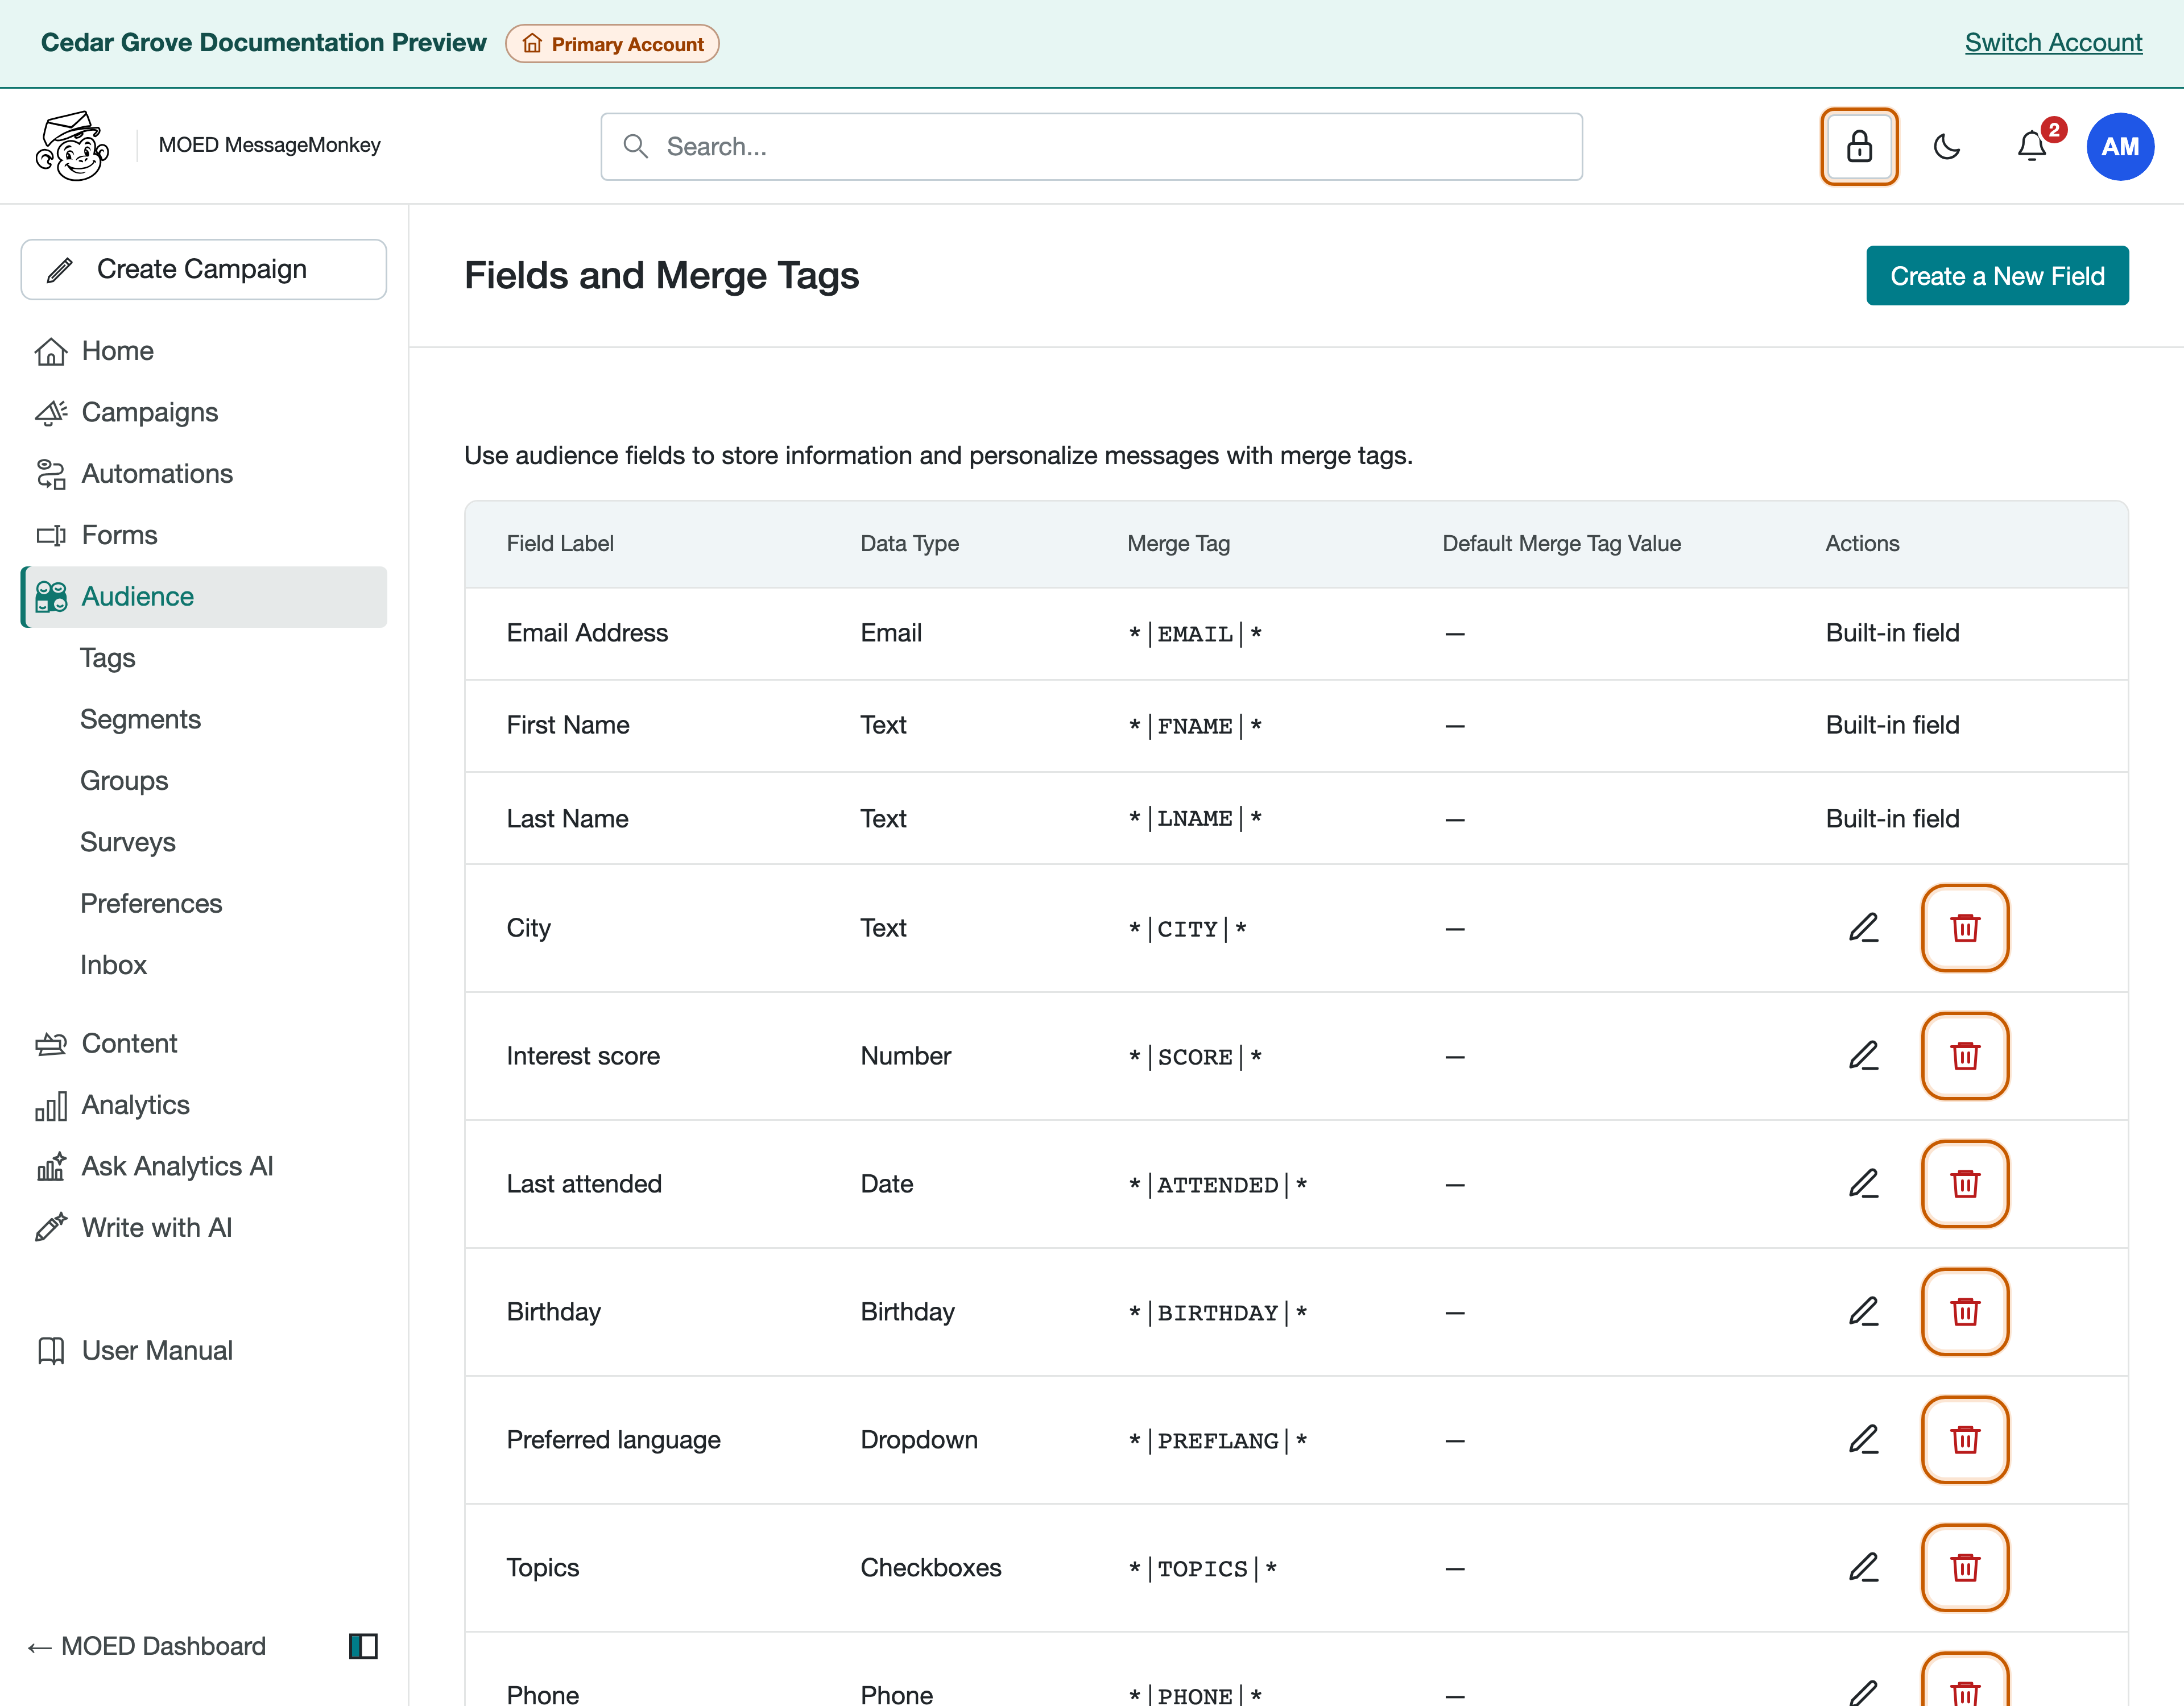 Cedar Grove Documentation Preview
Primary Account
Switch Account
MOED MessageMonkey
Search...
2
AM
Create Campaign
Home
Campaigns
Automations
Forms
Audience
Tags
Segments
Groups
Surveys
Preferences
Inbox
Content
Analytics
Ask Analytics AI
Write with AI
User Manual
← MOED Dashboard
Fields and Merge Tags
Create a New Field
Use audience fields to store information and personalize messages with merge tags.
Field Label Data Type Merge Tag Default Merge Tag Value Actions
Email Address Email *|EMAIL|* — Built-in field
First Name Text *|FNAME|* — Built-in field
Last Name Text *|LNAME|* — Built-in field
City Text *|CITY|* —
Interest score Number *|SCORE|* —
Last attended Date *|ATTENDED|* —
Birthday Birthday *|BIRTHDAY|* —
Preferred language Dropdown *|PREFLANG|* —
Topics Checkboxes *|TOPICS|* —
Phone Phone *|PHONE|* —